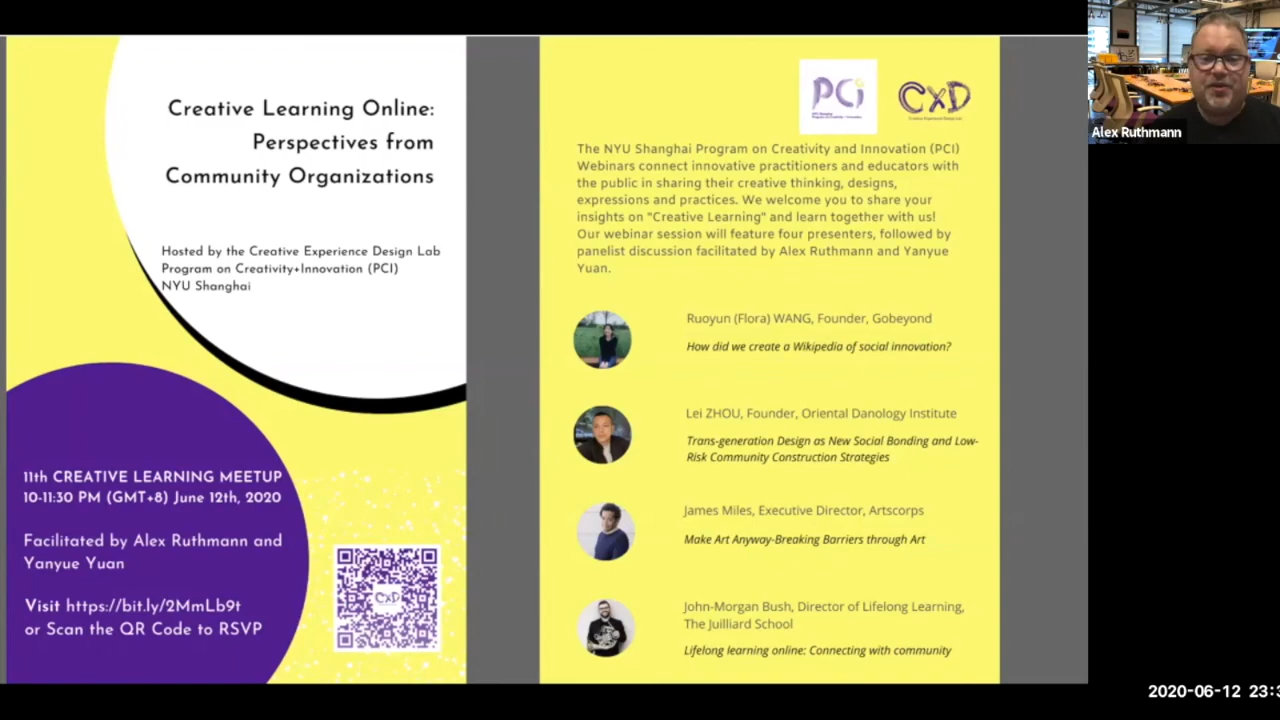 Creative Learning Online:
Perspectives from
Community Organizations
Hosted by the Creative Experience Design Lab
Program on Creativity+Innovation (PCI)
NYU Shanghai
11th CREATIVE LEARNING MEETUP
10-11:30 PM (GMT+8) June 12th, 2020
Facilitated by Alex Ruthmann and
Yanyue Yuan
Visit https://bit.ly/2MmLb9t
or Scan the QR Code to RSVP
CXD
PCi
CXD
The NYU Shanghai Program on Creativity and Innovation (PCI)
Webinars connect innovative practitioners and educators with
the public in sharing their creative thinking, designs,
expressions and practices. We welcome you to share your
insights on "Creative Learning" and learn together with us!
Our webinar session will feature four presenters, followed by
panelist discussion facilitated by Alex Ruthmann and Yanyue
Yuan.
Ruoyun (Flora) WANG, Founder, Gobeyond
How did we create a Wikipedia of social innovation?
Lei ZHOU, Founder, Oriental Danology Institute
Trans-generation Design as New Social Bonding and Low-
Risk Community Construction Strategies
James Miles, Executive Director, Artscorps
Make Art Anyway-Breaking Barriers through Art
John-Morgan Bush, Director of Lifelong Learning,
The Juilliard School
Lifelong learning online: Connecting with community
Alex Ruthmann
2020-06-12 23:3